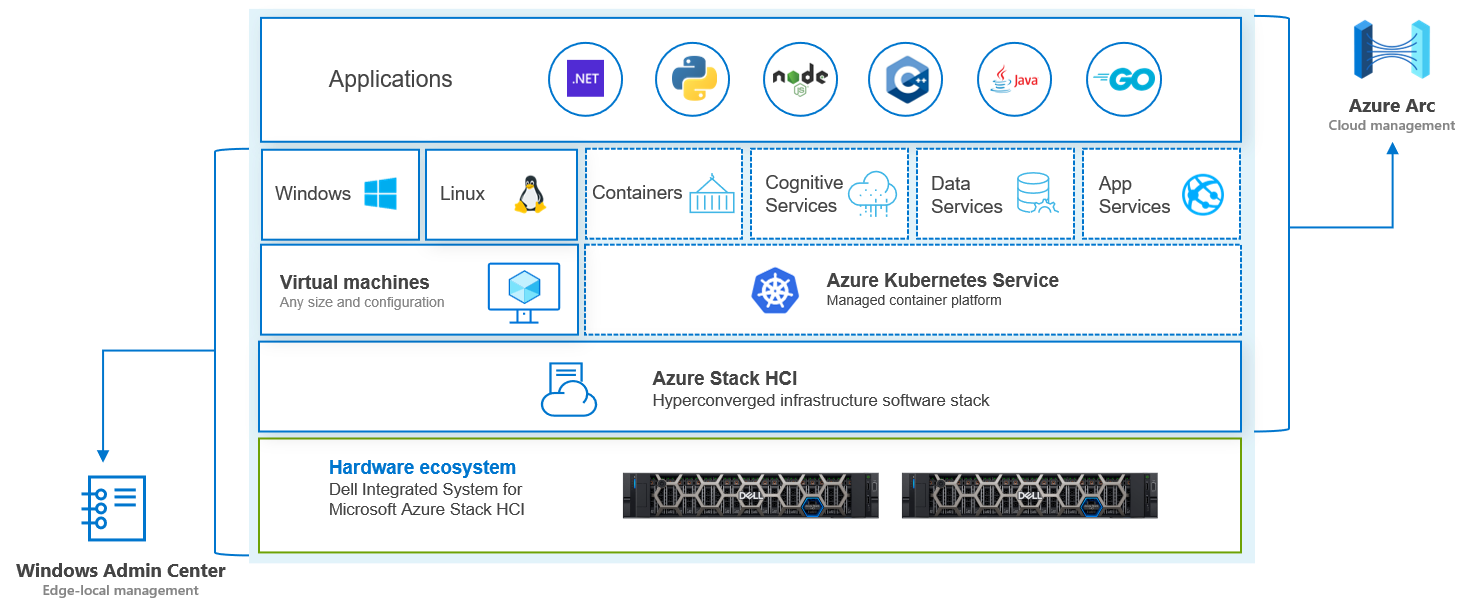 Applications
.NET
node
JS
C++
Java
GO
Azure Arc
Cloud management
Windows
Linux
Containers
Cognitive
Services
Data
Services
App
Services
Virtual machines
Any size and configuration
Azure Kubernetes Service
Managed container platform
Azure Stack HCI
Hyperconverged infrastructure software stack
Hardware ecosystem
Dell Integrated System for
Microsoft Azure Stack HCI
DELL
DELL
Windows Admin Center
Edge-local management